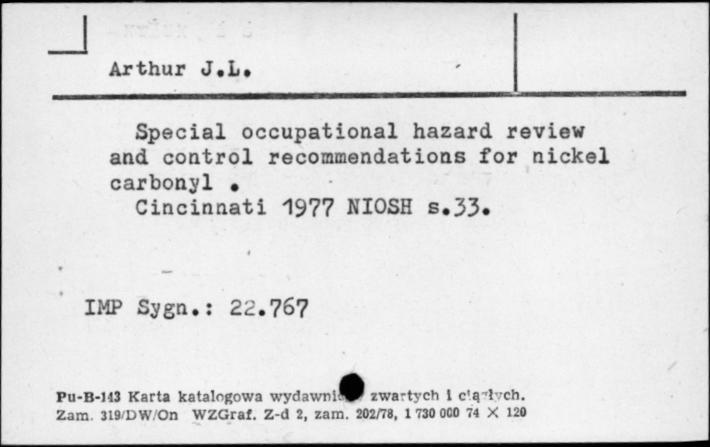 Arthur J.L.
Special occupational hazard review
and control recommendations for nickel
carbonyl .
Cincinnati 1977 NIOSH s.33.
IMP Sygn.: 22.767
Pu-B-143 Karta katalogowa zwartych i ciągłych.
Zam. 319/DW/On WZGraf. Z-d 2, zam. 202/78, 1 730 000 74 X 120